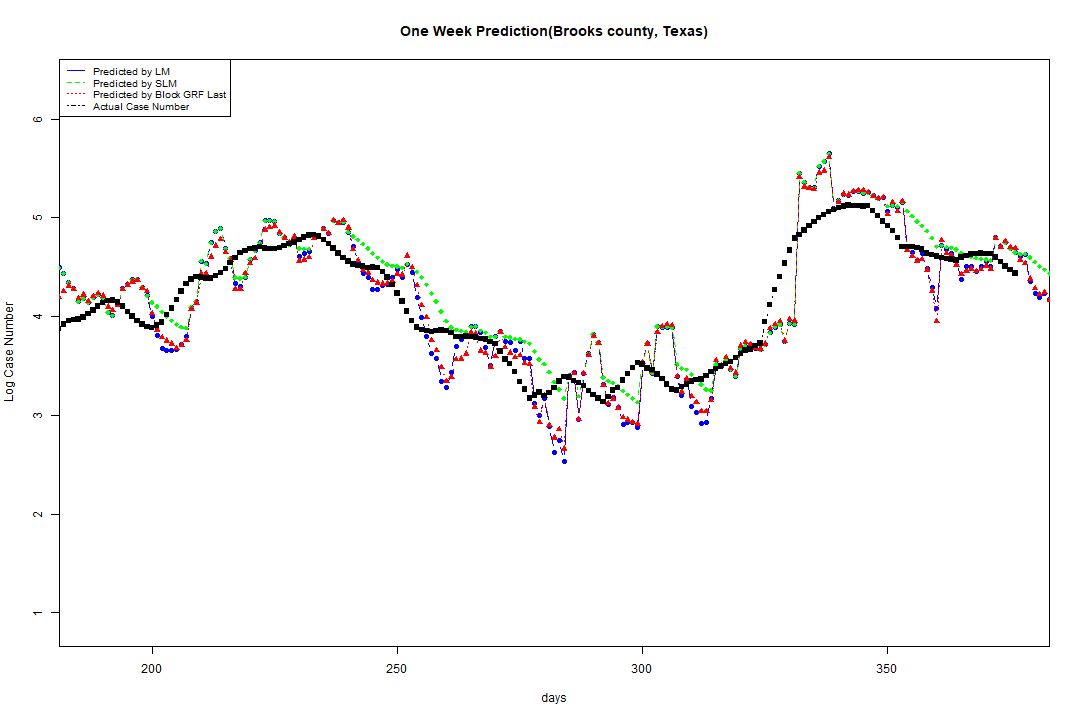 One Week Prediction(Brooks county, Texas)
Predicted by LM
Predicted by SLM
Predicted by Block GRF Last
Actual Case Number
6
5
4
3
2
1
Log Case Number
200 250 300 350
days